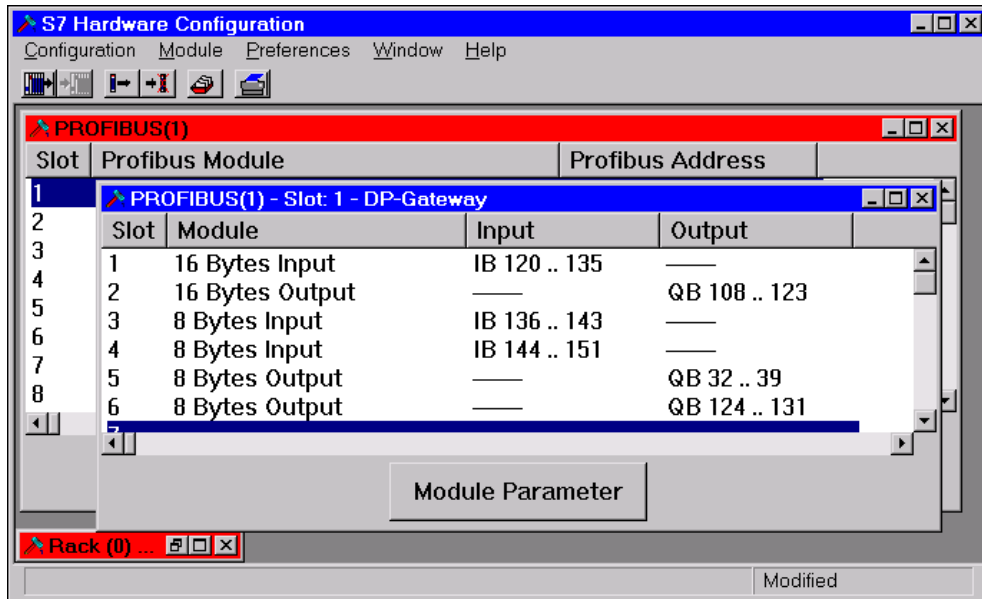 S7 Hardware Configuration
Configuration Module Preferences Window Help
PROFIBUS(1)
Slot Profibus Module Profibus Address
1
2
3
4
5
6
7
8
PROFIBUS(1) - Slot: 1 - DP-Gateway
Slot Module Input Output
1 16 Bytes Input IB 120 .. 135 ——
2 16 Bytes Output —— QB 108 .. 123
3 8 Bytes Input IB 136 .. 143 ——
4 8 Bytes Input IB 144 .. 151 ——
5 8 Bytes Output —— QB 32 .. 39
6 8 Bytes Output —— QB 124 .. 131
7
Module Parameter
Rack (0) ...
Modified